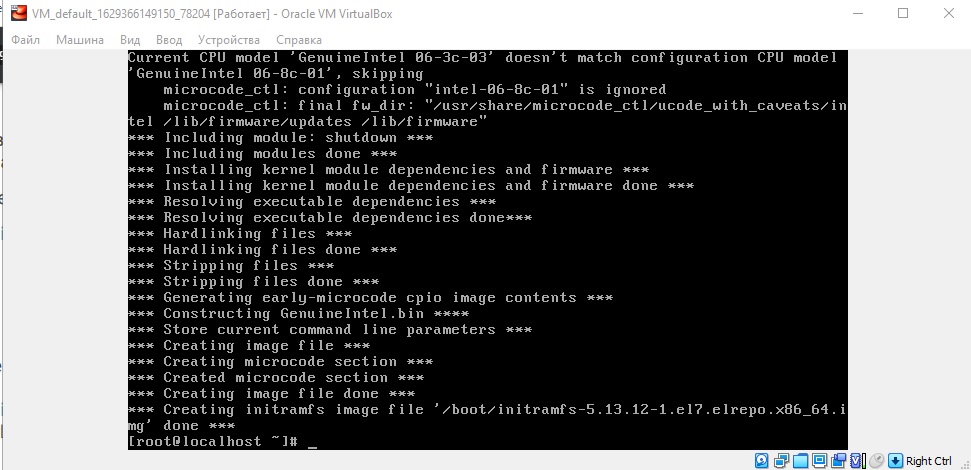 VM_default_1629366149150_78204 [Работает] - Oracle VM VirtualBox
Файл Машина Вид Ввод Устройства Справка
Current CPU model 'GenuineIntel 06-3c-03' doesn't match configuration CPU model
'GenuineIntel 06-8c-01', skipping
microcode_ctl: configuration "intel-06-8c-01" is ignored
microcode_ctl: final fw_dir: "/usr/share/microcode_ctl/ucode_with_caveats/in
tel /lib/firmware/updates /lib/firmware"
*** Including module: shutdown ***
*** Including modules done ***
*** Installing kernel module dependencies and firmware ***
*** Installing kernel module dependencies and firmware done ***
*** Resolving executable dependencies ***
*** Resolving executable dependencies done***
*** Hardlinking files ***
*** Hardlinking files done ***
*** Stripping files ***
*** Stripping files done ***
*** Generating early-microcode cpio image contents ***
*** Constructing GenuineIntel.bin ****
*** Store current command line parameters ***
*** Creating image file ***
*** Creating microcode section ***
*** Created microcode section ***
*** Creating image file done ***
*** Creating initramfs image file '/boot/initramfs-5.13.12-1.el7.elrepo.x86_64.i
mg' done ***
[root@localhost ~]# _
Right Ctrl